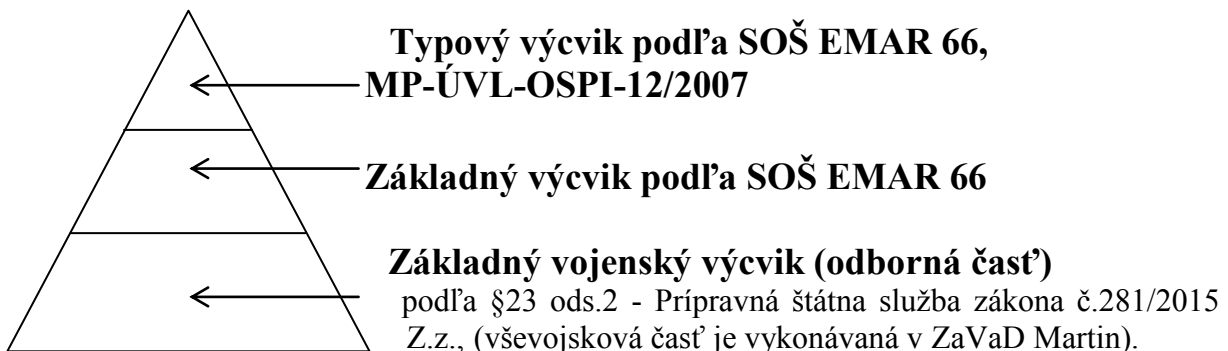 Typový výcvik podľa SOŠ EMAR 66,
MP-ÚVL-OSPI-12/2007
Základný výcvik podľa SOŠ EMAR 66
Základný vojenský výcvik (odborná časť)
podľa §23 ods.2 - Prípravná štátna služba zákona č.281/2015
Z.z., (vševojsková časť je vykonávaná v ZaVaD Martin).